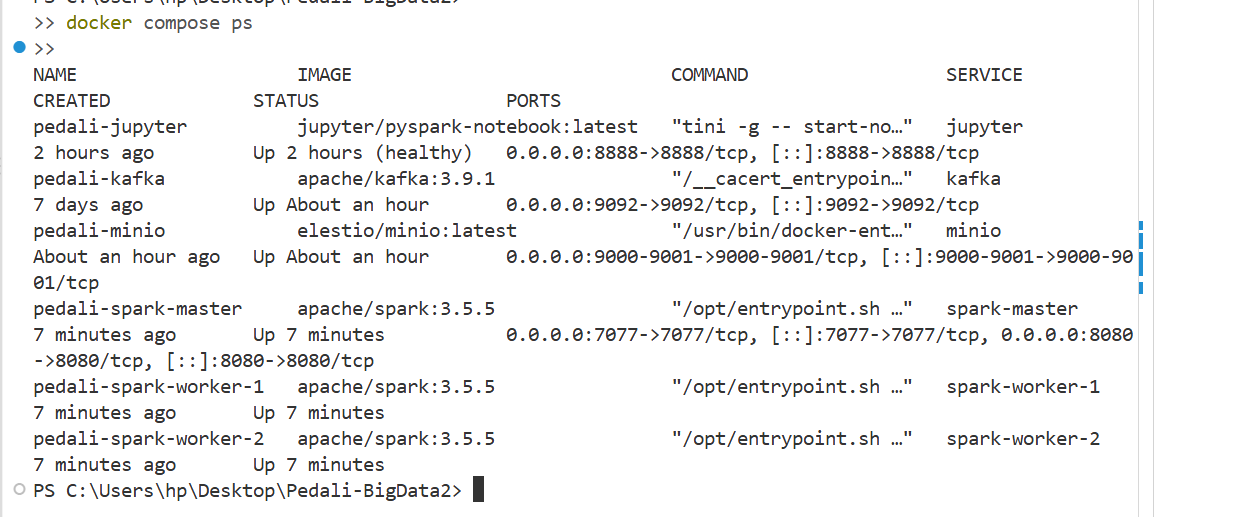 PS C:\Users\hp\Desktop\Pedali-BigData2>
>> docker compose ps
>>
NAME                    IMAGE                             COMMAND                  SERVICE
CREATED             STATUS                 PORTS
pedali-jupyter          jupyter/pyspark-notebook:latest   "tini -g -- start-no…"   jupyter
2 hours ago         Up 2 hours (healthy)   0.0.0.0:8888->8888/tcp, [::]:8888->8888/tcp
pedali-kafka            apache/kafka:3.9.1                "/__cacert_entrypoin…"   kafka
7 days ago          Up About an hour       0.0.0.0:9092->9092/tcp, [::]:9092->9092/tcp
pedali-minio            elestio/minio:latest              "/usr/bin/docker-ent…"   minio
About an hour ago   Up About an hour       0.0.0.0:9000-9001->9000-9001/tcp, [::]:9000-9001->9000-90
01/tcp
pedali-spark-master     apache/spark:3.5.5                "/opt/entrypoint.sh …"   spark-master
7 minutes ago       Up 7 minutes           0.0.0.0:7077->7077/tcp, [::]:7077->7077/tcp, 0.0.0.0:8080
->8080/tcp, [::]:8080->8080/tcp
pedali-spark-worker-1   apache/spark:3.5.5                "/opt/entrypoint.sh …"   spark-worker-1
7 minutes ago       Up 7 minutes
pedali-spark-worker-2   apache/spark:3.5.5                "/opt/entrypoint.sh …"   spark-worker-2
7 minutes ago       Up 7 minutes
PS C:\Users\hp\Desktop\Pedali-BigData2>